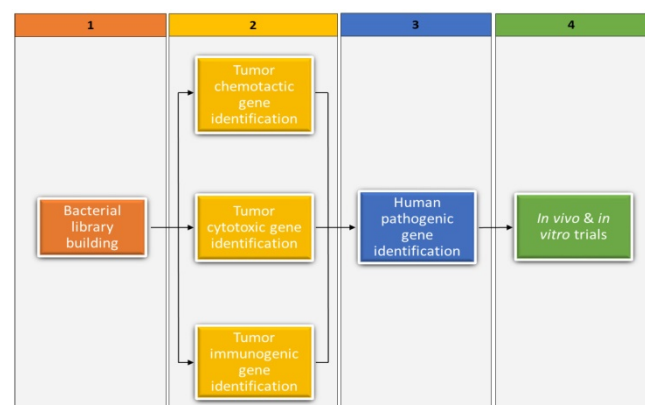 1
2
3
4
Bacterial
library
building
Tumor
chemotactic
gene
identification
Tumor
cytotoxic gene
identification
Tumor
immunogenic
gene
identification
Human
pathogenic
gene
identification
In vivo & in
vitro trials